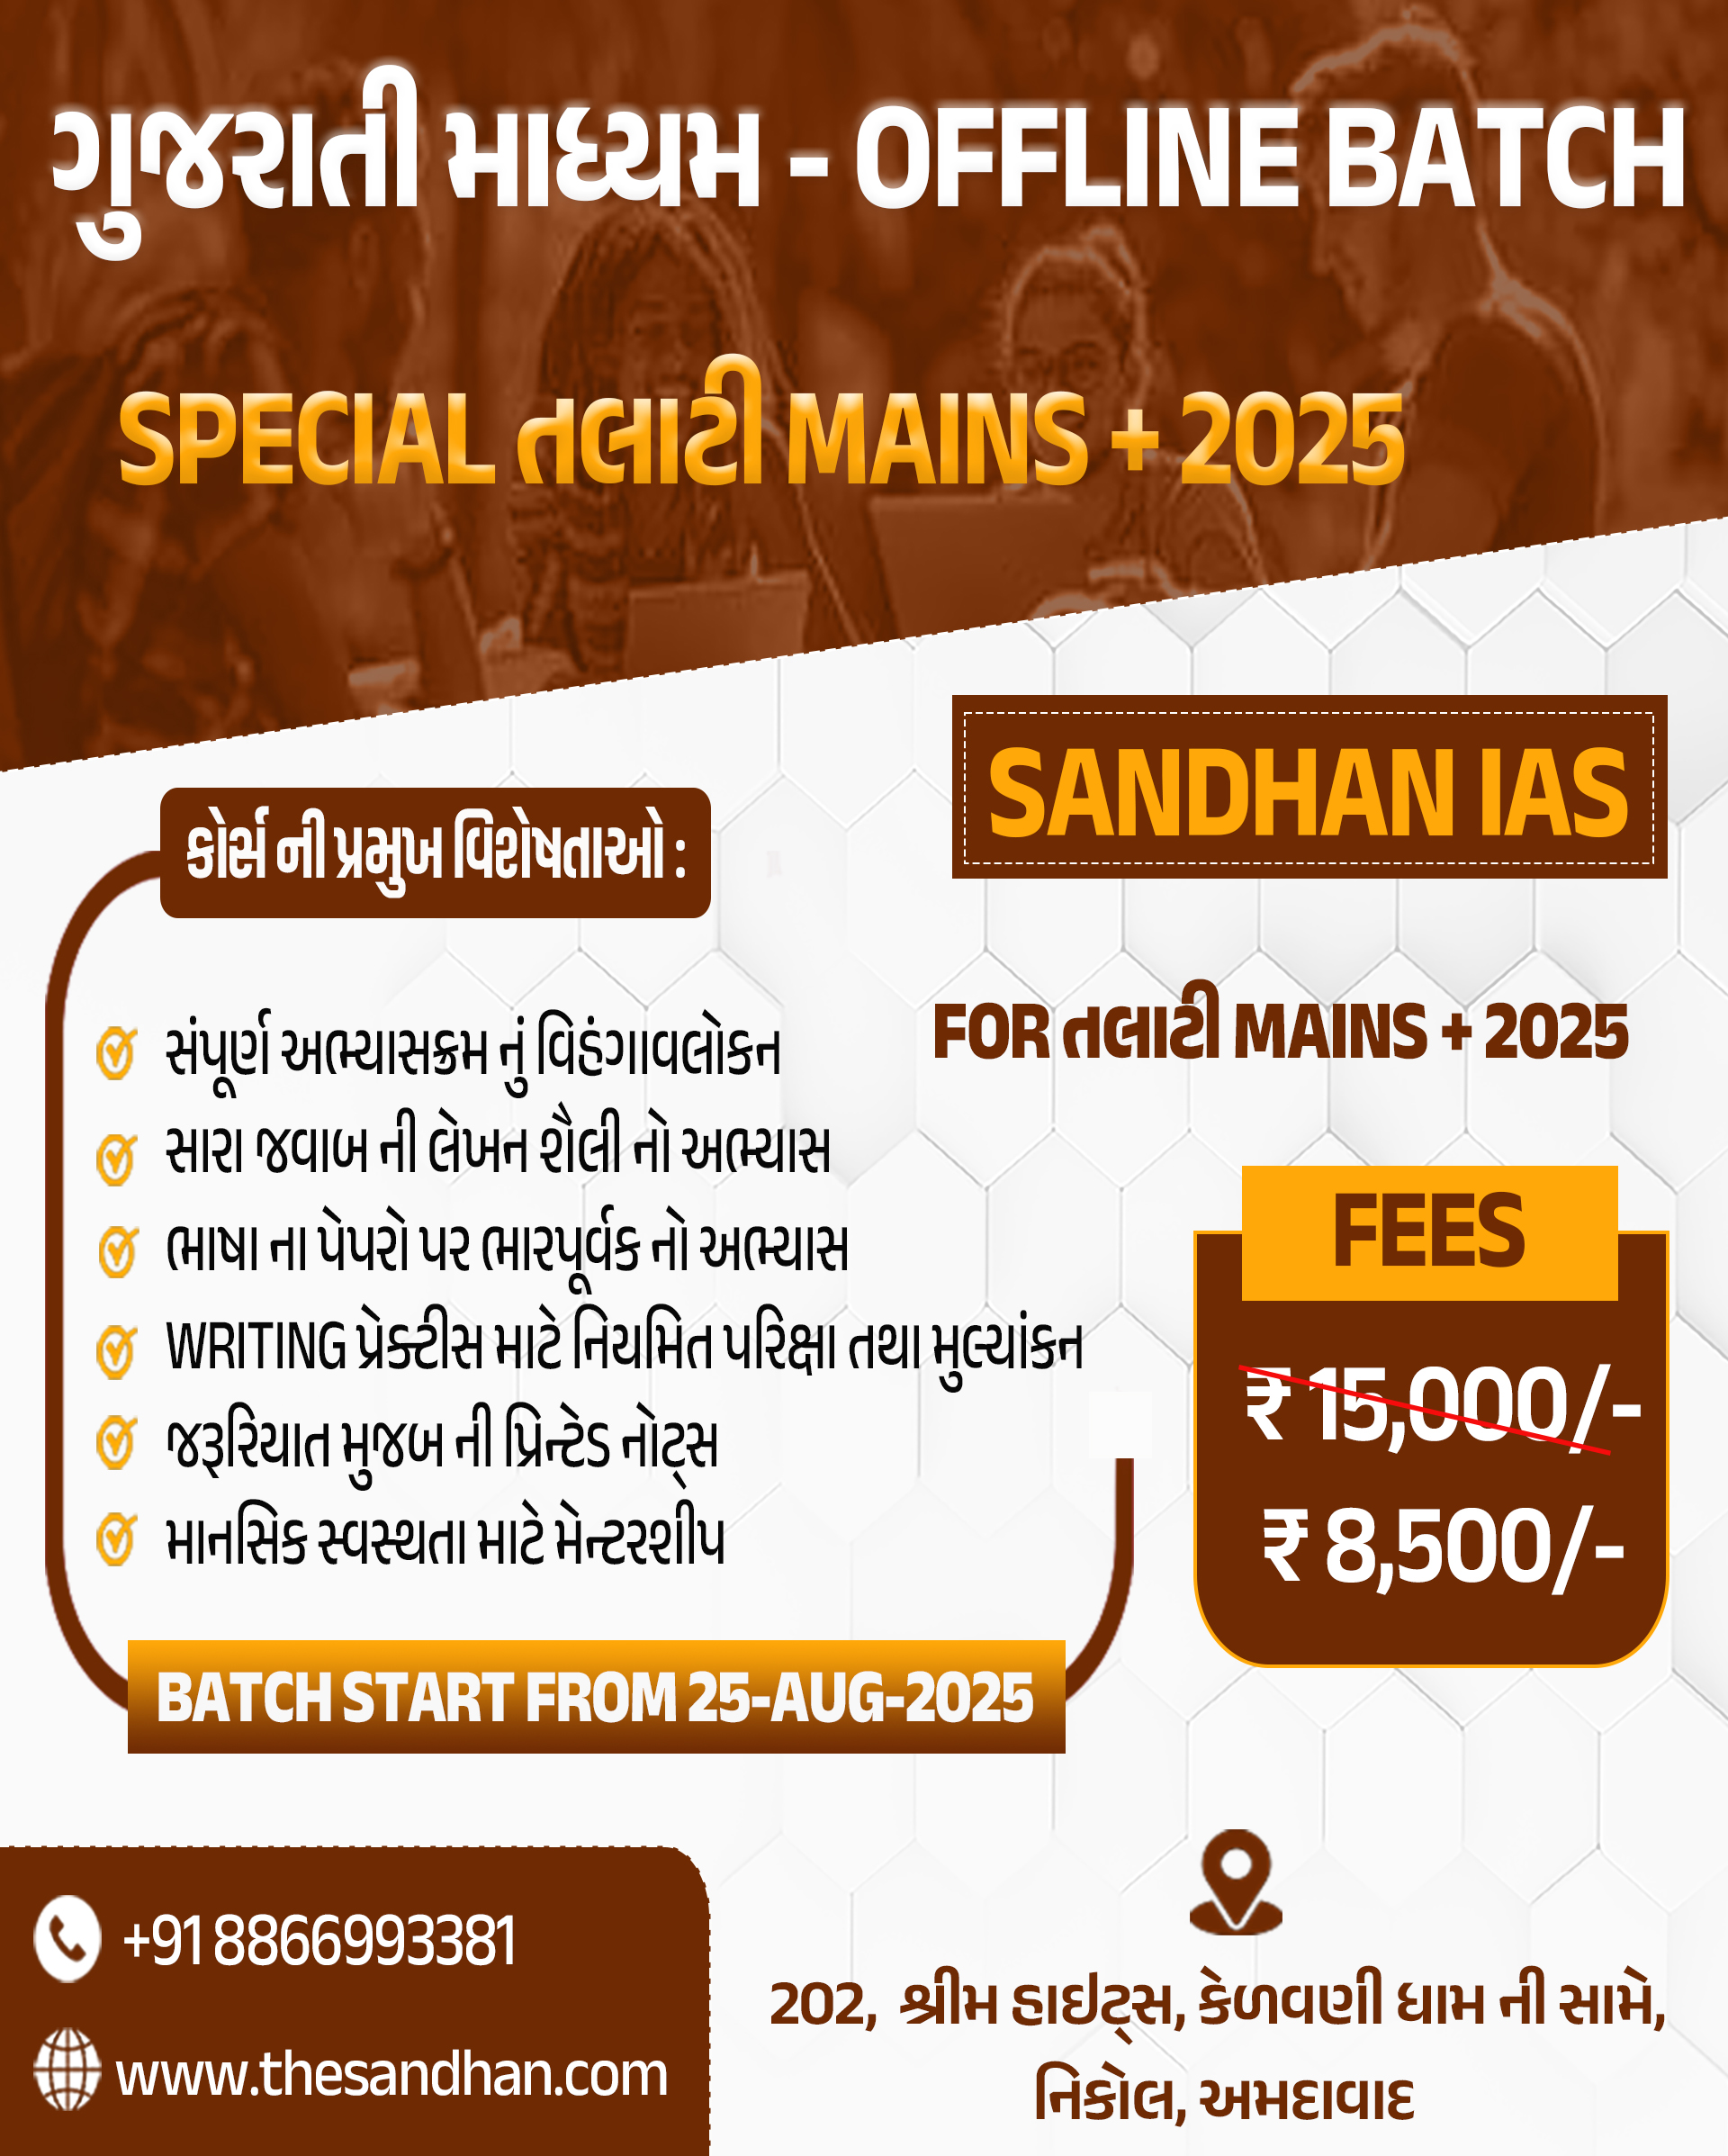 ગુજરાતી માધ્યમ - OFFLINE BATCH
SPECIAL તલાટી MAINS + 2025
SANDHAN IAS
કોર્સ ની પ્રમુખ વિશેષતાઓ :
સંપૂર્ણ અભ્યાસક્રમ નું વિહંગાવલોકન
સારા જવાબ ની લેખન શૈલી નો અભ્યાસ
ભાષા ના પેપરો પર ભારપૂર્વક નો અભ્યાસ
WRITING પ્રેક્ટીસ માટે નિયમિત પરિક્ષા તથા મુલ્યાંકન
જરૂરિયાત મુજબ ની પ્રિન્ટેડ નોટ્સ
માનસિક સ્વસ્થતા માટે મેન્ટરશીપ
BATCH START FROM 25-AUG-2025
FOR તલાટી MAINS + 2025
FEES
₹ 15,000/-
₹ 8,500/-
+91 8866993381
www.thesandhan.com
202, શ્રીમ હાઇટ્સ, કેળવણી ધામ ની સામે,
નિકોલ, અમદાવાદ